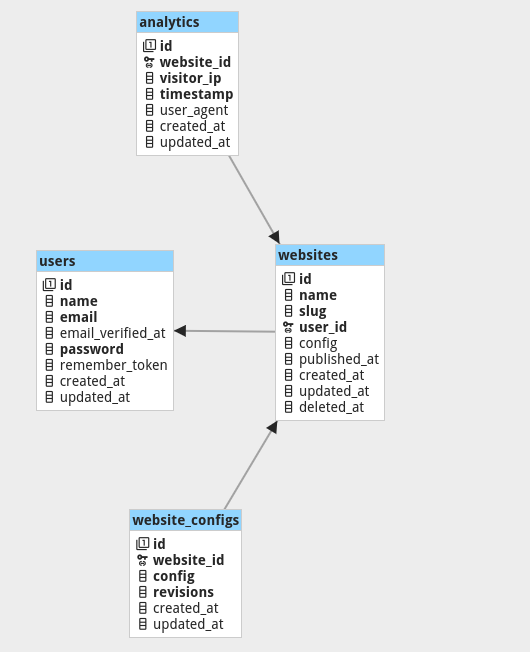 analytics
id
website_id
visitor_ip
timestamp
user_agent
created_at
updated_at
users
id
name
email
email_verified_at
password
remember_token
created_at
updated_at
websites
id
name
slug
user_id
config
published_at
created_at
updated_at
deleted_at
website_configs
id
website_id
config
revisions
created_at
updated_at